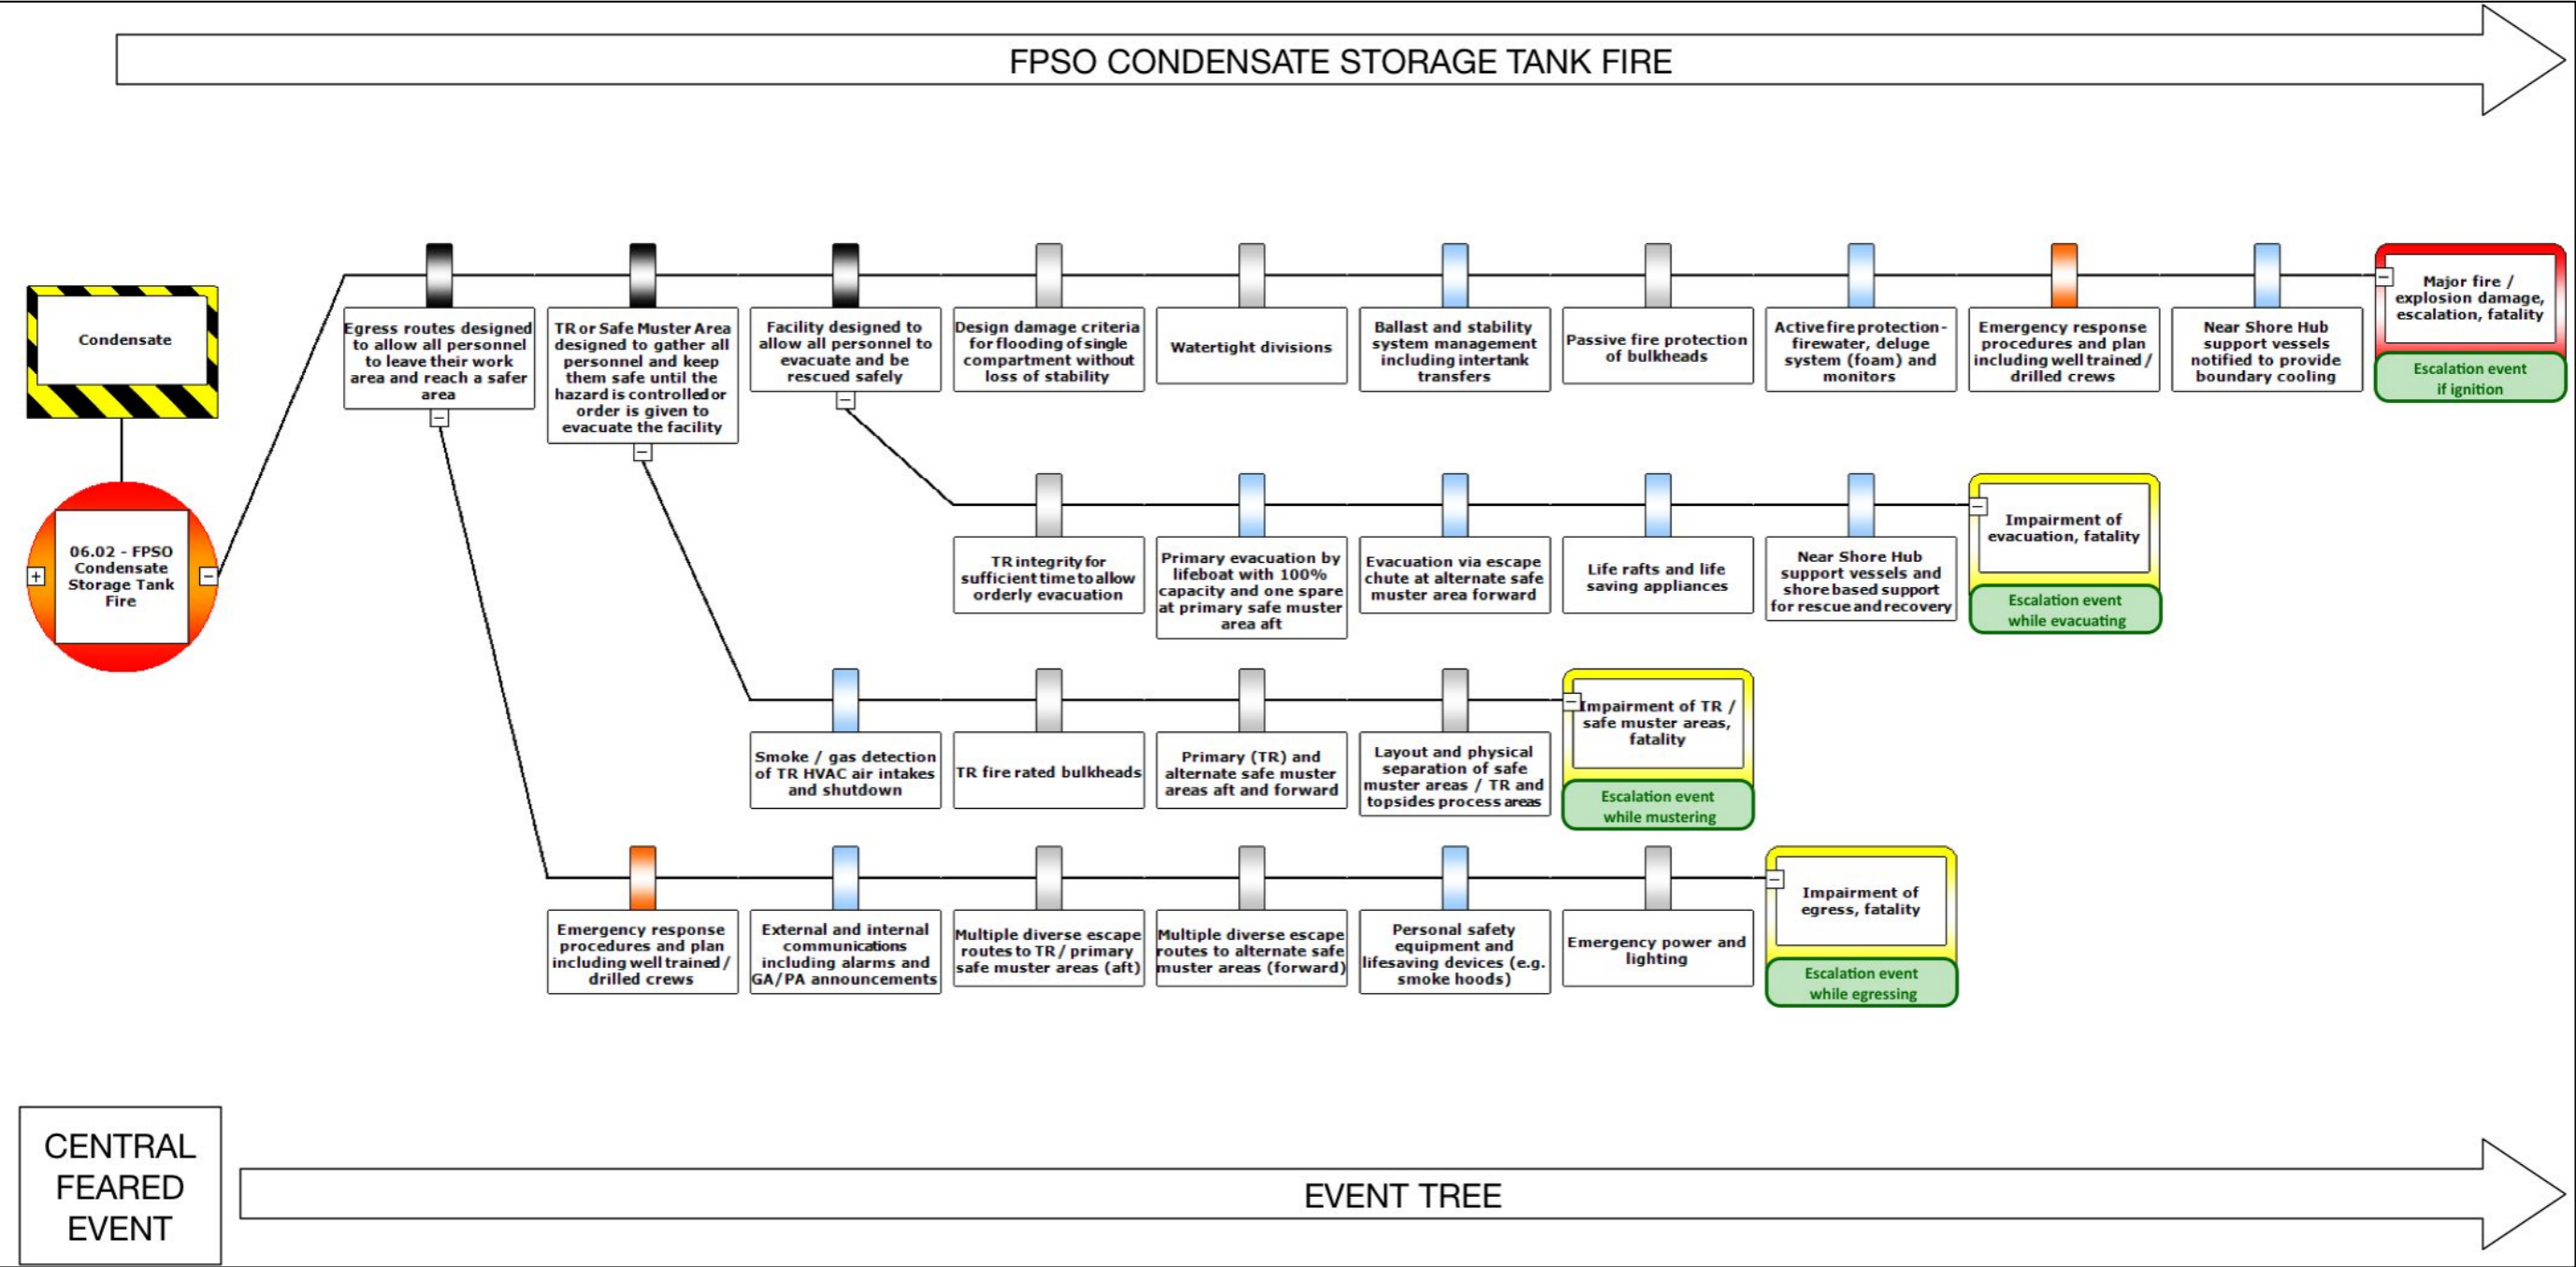 FPSO CONDENSATE STORAGE TANK FIRE
Condensate
06.02 - FPSO
Condensate
Storage Tank
Fire
+
−
Egress routes designed
to allow all personnel
to leave their work
area and reach a safer
area
−
TR or Safe Muster Area
designed to gather all
personnel and keep
them safe until the
hazard is controlled or
order is given to
evacuate the facility
−
Facility designed to
allow all personnel to
evacuate and be
rescued safely
−
Design damage criteria
for flooding of single
compartment without
loss of stability
Watertight divisions
Ballast and stability
system management
including intertank
transfers
Passive fire protection
of bulkheads
Active fire protection-
firewater, deluge
system (foam) and
monitors
Emergency response
procedures and plan
including well trained /
drilled crews
Near Shore Hub
support vessels
notified to provide
boundary cooling
−
Major fire /
explosion damage,
escalation, fatality
Escalation event
if ignition
TR integrity for
sufficient time to allow
orderly evacuation
Primary evacuation by
lifeboat with 100%
capacity and one spare
at primary safe muster
area aft
Evacuation via escape
chute at alternate safe
muster area forward
Life rafts and life
saving appliances
Near Shore Hub
support vessels and
shore based support
for rescue and recovery
−
Impairment of
evacuation, fatality
Escalation event
while evacuating
Smoke / gas detection
of TR HVAC air intakes
and shutdown
TR fire rated bulkheads
Primary (TR) and
alternate safe muster
areas aft and forward
Layout and physical
separation of safe
muster areas / TR and
topsides process areas
−
Impairment of TR /
safe muster areas,
fatality
Escalation event
while mustering
Emergency response
procedures and plan
including well trained /
drilled crews
External and internal
communications
including alarms and
GA/PA announcements
Multiple diverse escape
routes to TR / primary
safe muster areas (aft)
Multiple diverse escape
routes to alternate safe
muster areas (forward)
Personal safety
equipment and
lifesaving devices (e.g.
smoke hoods)
Emergency power and
lighting
−
Impairment of
egress, fatality
Escalation event
while egressing
CENTRAL
FEARED
EVENT
EVENT TREE